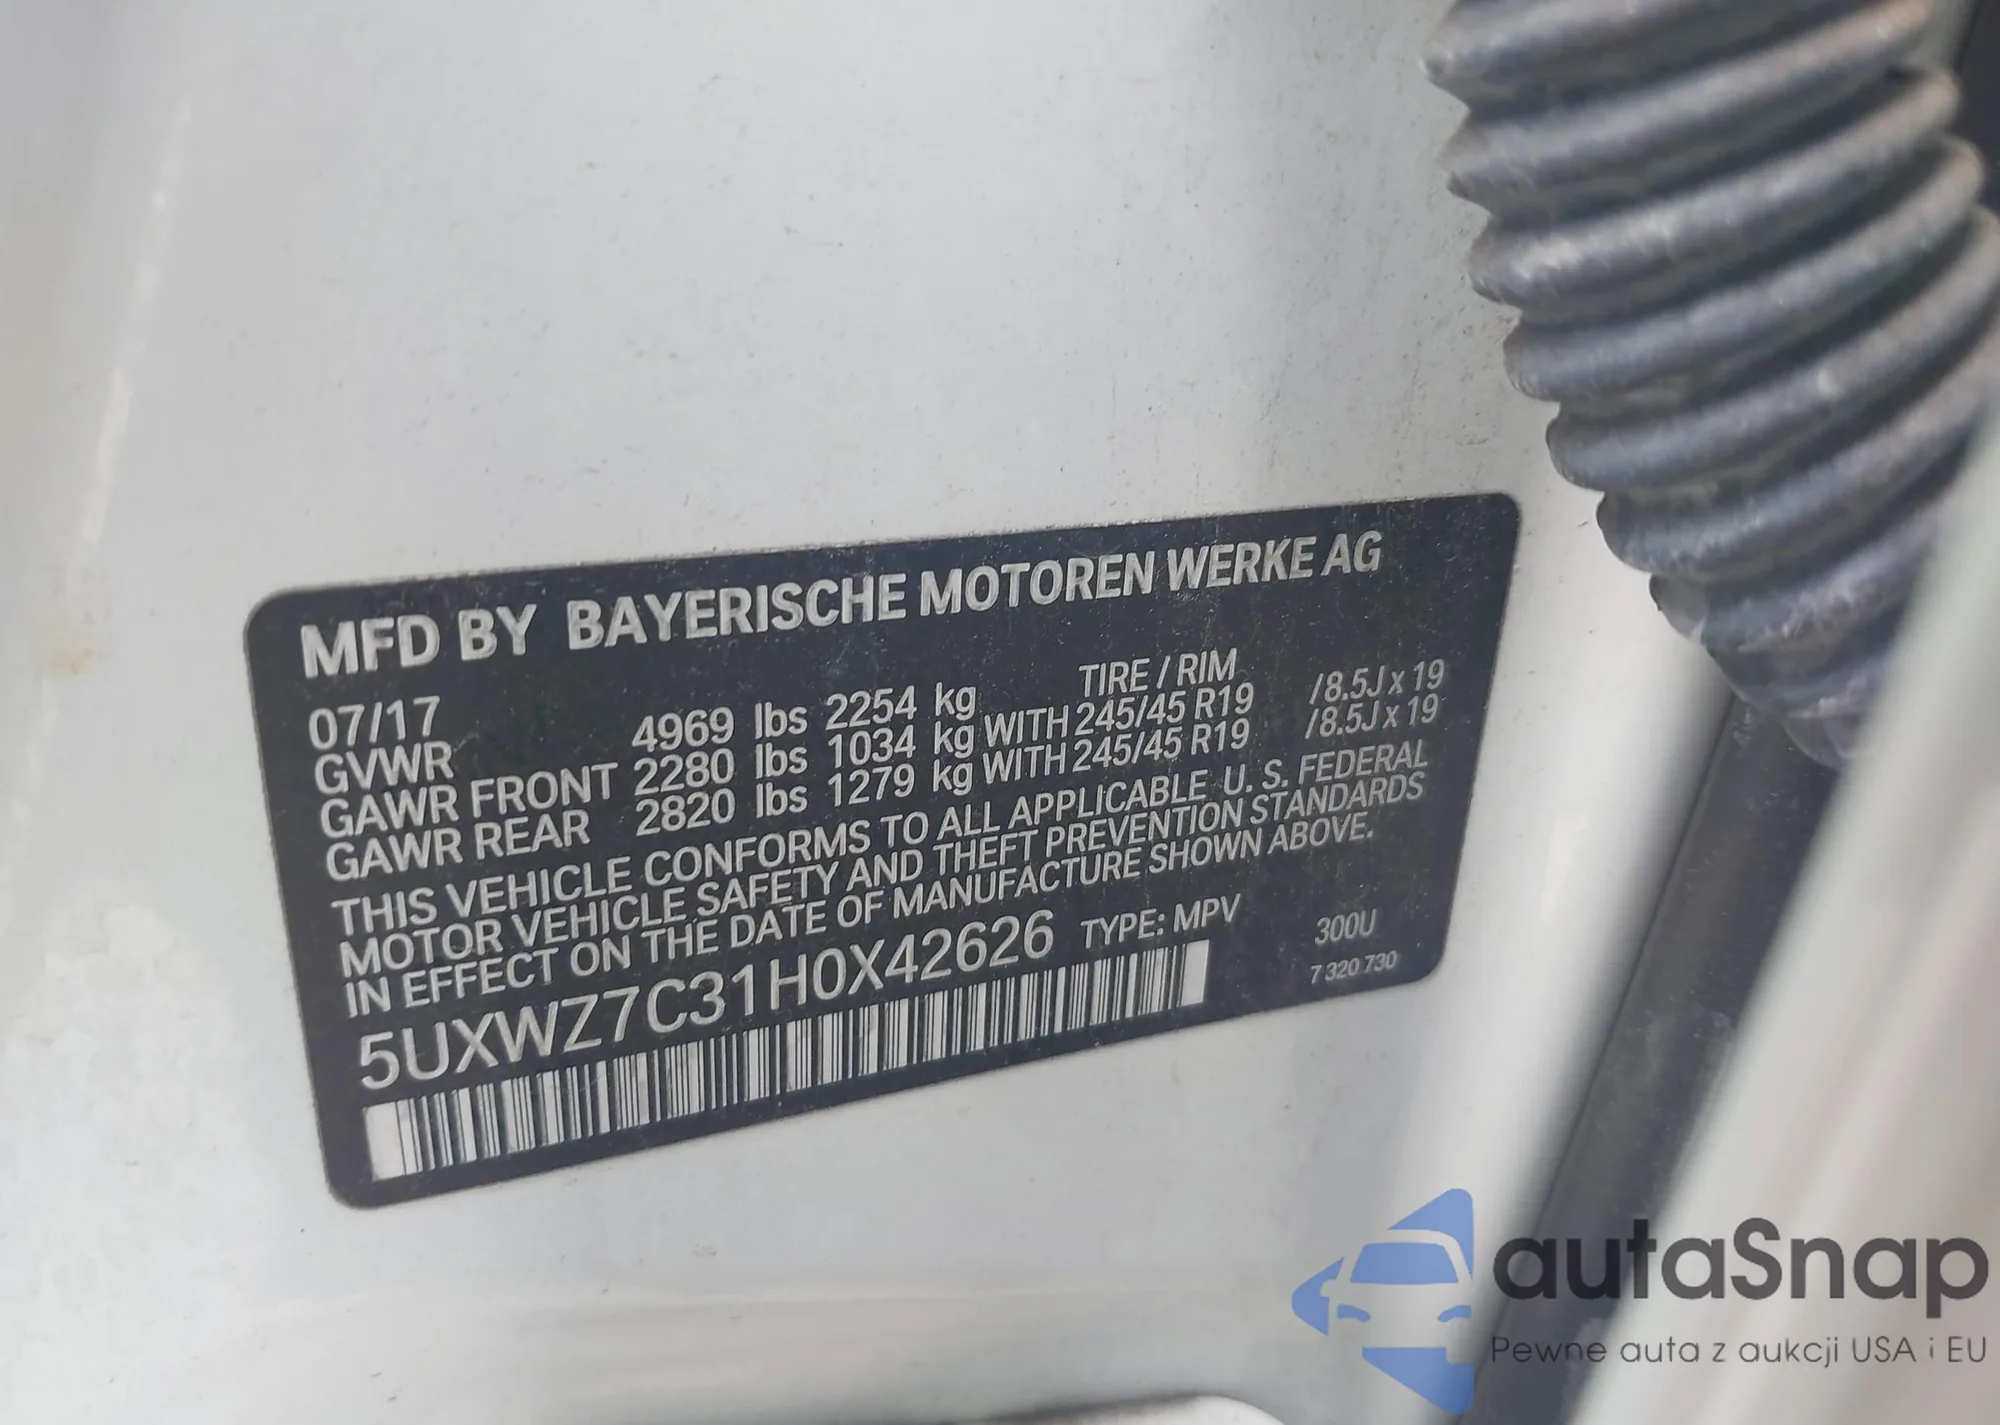 MFD BY BAYERISCHE MOTOREN WERKE AG
07/17 TIRE / RIM
GVWR 4969 lbs 2254 kg
GAWR FRONT 2280 lbs 1034 kg WITH 245/45 R19 /8.5J x 19
GAWR REAR 2820 lbs 1279 kg WITH 245/45 R19 /8.5J x 19
THIS VEHICLE CONFORMS TO ALL APPLICABLE U. S. FEDERAL
MOTOR VEHICLE SAFETY AND THEFT PREVENTION STANDARDS
IN EFFECT ON THE DATE OF MANUFACTURE SHOWN ABOVE.
5UXWZ7C31H0X42626 TYPE: MPV 300U
7 320 730
autaSnap
Pewne auta z aukcji USA i EU